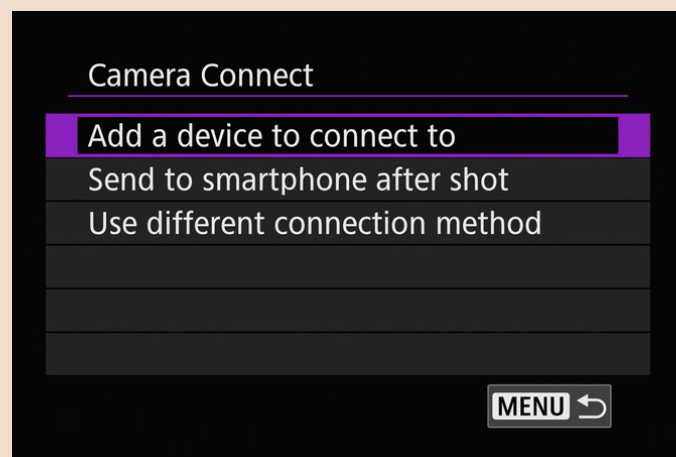 Camera Connect
Add a device to connect to
Send to smartphone after shot
Use different connection method
MENU